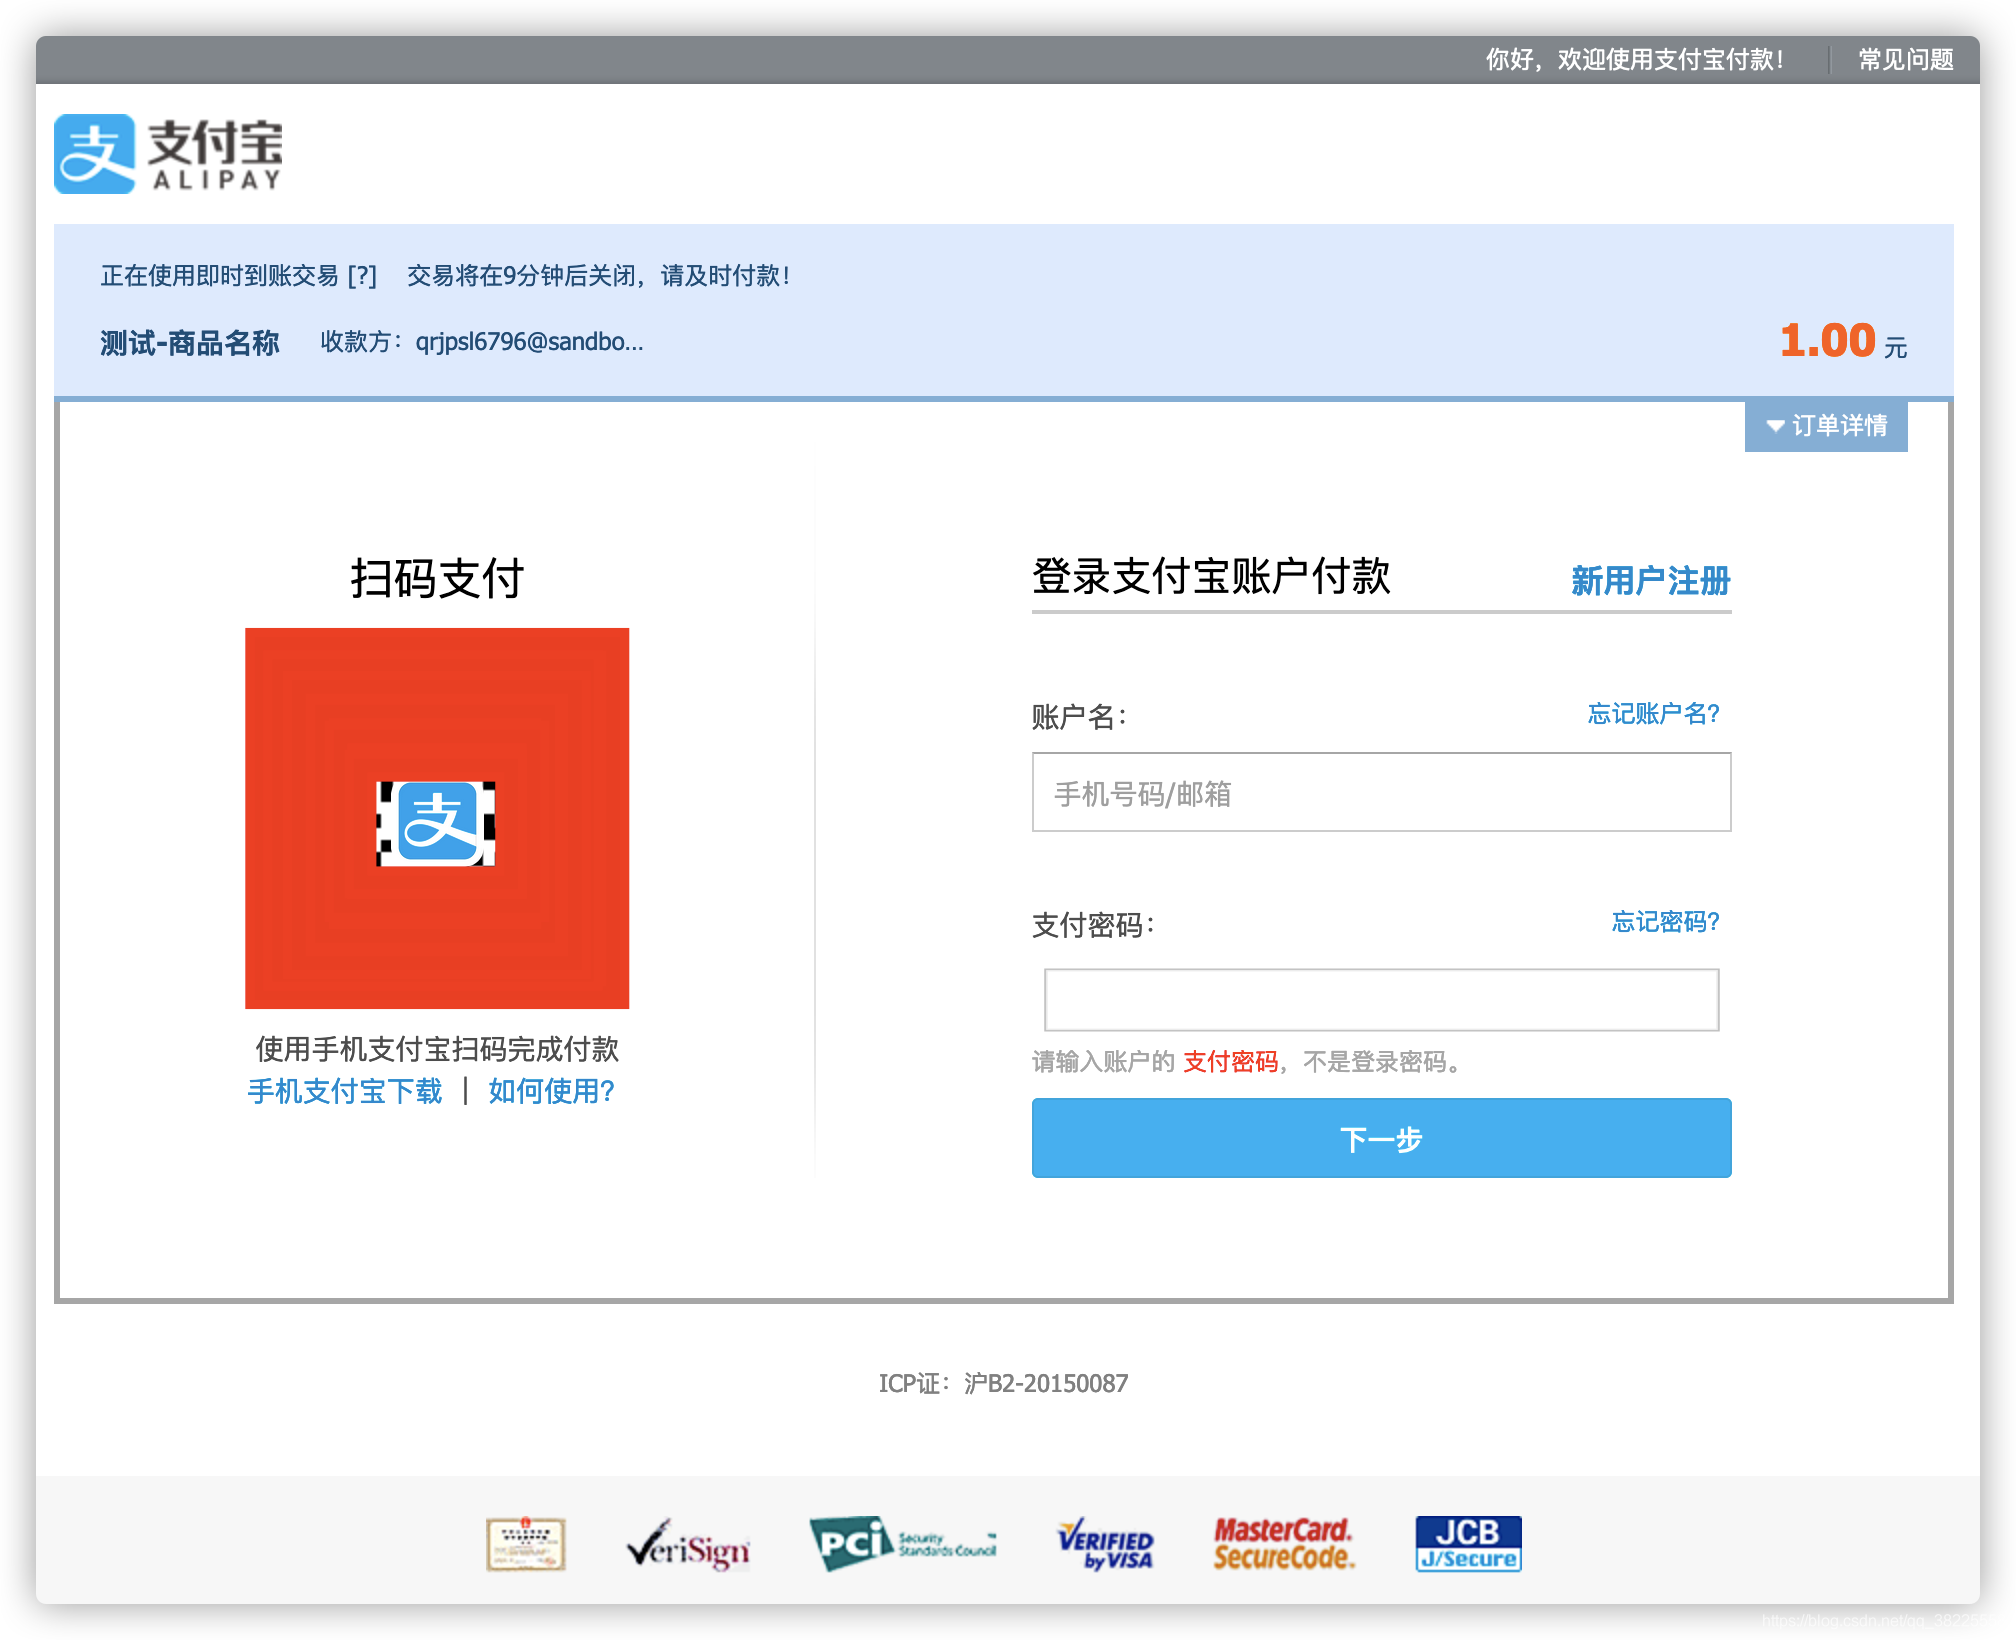 你好，欢迎使用支付宝付款！ 常见问题
支 支付宝
ALIPAY
正在使用即时到账交易 [?] 交易将在9分钟后关闭，请及时付款！
测试-商品名称 收款方：qrjpsl6796@sandbo...
1.00 元
订单详情
扫码支付
支
使用手机支付宝扫码完成付款
手机支付宝下载 | 如何使用?
登录支付宝账户付款 新用户注册
账户名： 忘记账户名?
手机号码/邮箱
支付密码： 忘记密码?
请输入账户的 支付密码，不是登录密码。
下一步
ICP证：沪B2-20150087
VeriSign
PCI Security Standards Council ™
VERIFIED by VISA
MasterCard. SecureCode.
JCB J/Secure